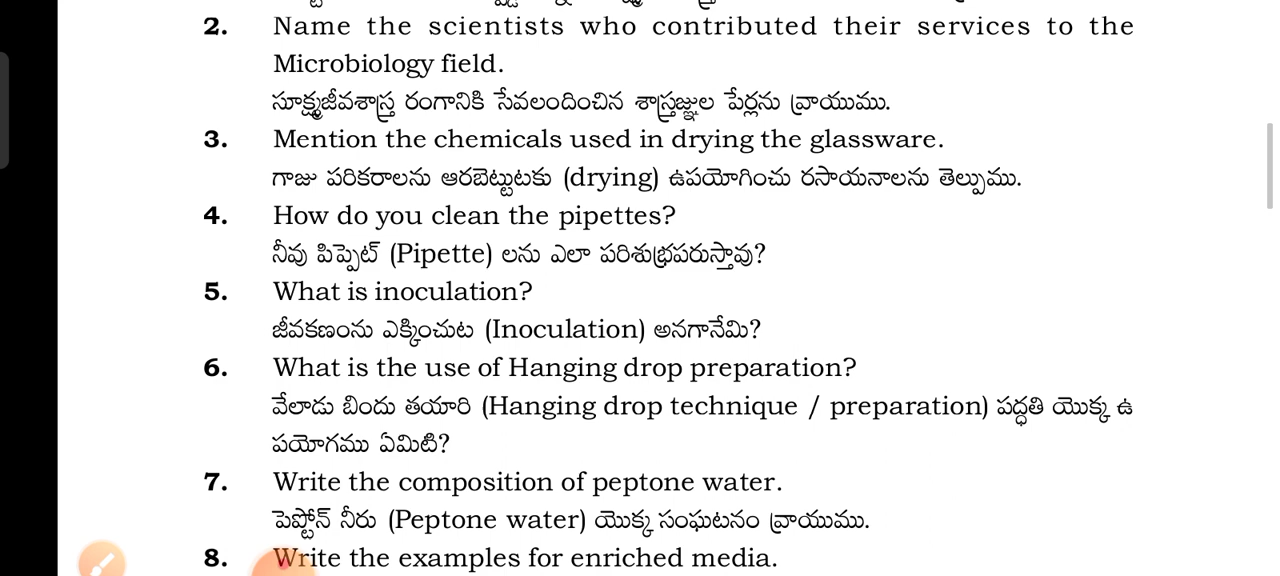 2. Name the scientists who contributed their services to the
Microbiology field.
సూక్ష్మజీవశాస్త్ర రంగానికి సేవలందించిన శాస్త్రజ్ఞుల పేర్లను వ్రాయుము.
3. Mention the chemicals used in drying the glassware.
గాజు పరికరాలను ఆరబెట్టుటకు (drying) ఉపయోగించు రసాయనాలను తెల్పుము.
4. How do you clean the pipettes?
నీవు పిప్పెట్ (Pipette) లను ఎలా పరిశుభ్రపరుస్తావు?
5. What is inoculation?
జీవకణంను ఎక్కించుట (Inoculation) అనగానేమి?
6. What is the use of Hanging drop preparation?
వేలాడు బిందు తయారి (Hanging drop technique / preparation) పద్ధతి యొక్క ఉ
పయోగము ఏమిటి?
7. Write the composition of peptone water.
పెప్టోన్ నీరు (Peptone water) యొక్క సంఘటనం వ్రాయుము.
8. Write the examples for enriched media.